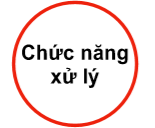 Chức năng
xử lý